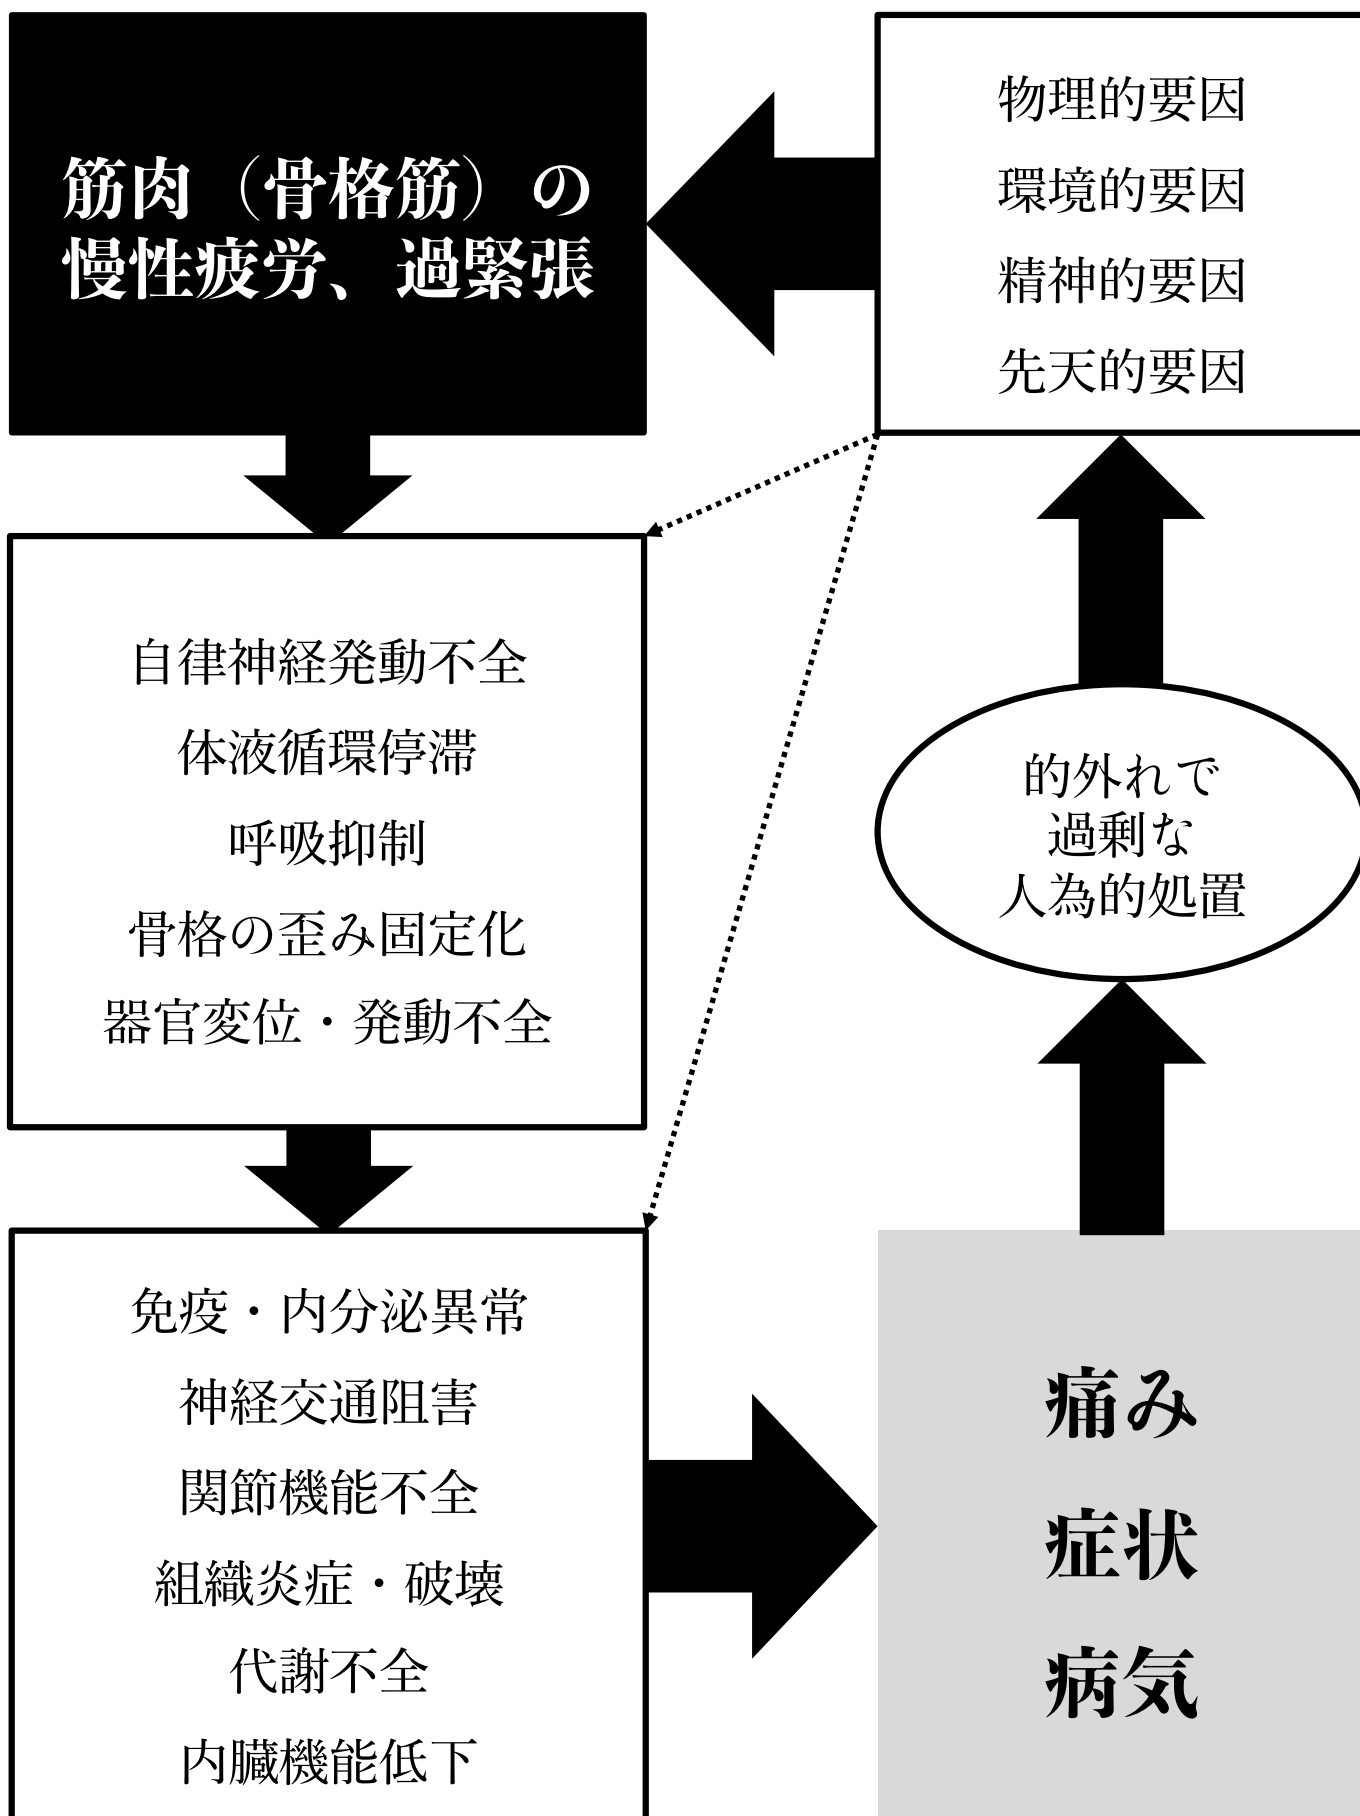 筋肉（骨格筋）の
慢性疲労、過緊張
物理的要因
環境的要因
精神的要因
先天的要因
自律神経発動不全
体液循環停滞
呼吸抑制
骨格の歪み固定化
器官変位・発動不全
的外れで
過剰な
人為的処置
免疫・内分泌異常
神経交通阻害
関節機能不全
組織炎症・破壊
代謝不全
内臓機能低下
痛み
症状
病気